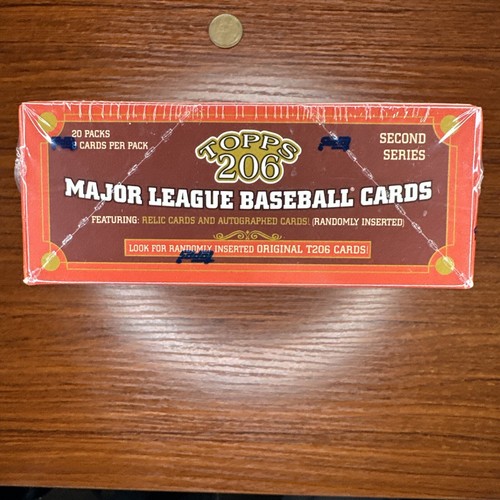 20 PACKS
CARDS PER PACK
TOPPS
206
SECOND
SERIES
MAJOR LEAGUE BASEBALL® CARDS
FEATURING: RELIC CARDS AND AUTOGRAPHED CARDS! (RANDOMLY INSERTED)
LOOK FOR RANDOMLY INSERTED ORIGINAL T206 CARDS!